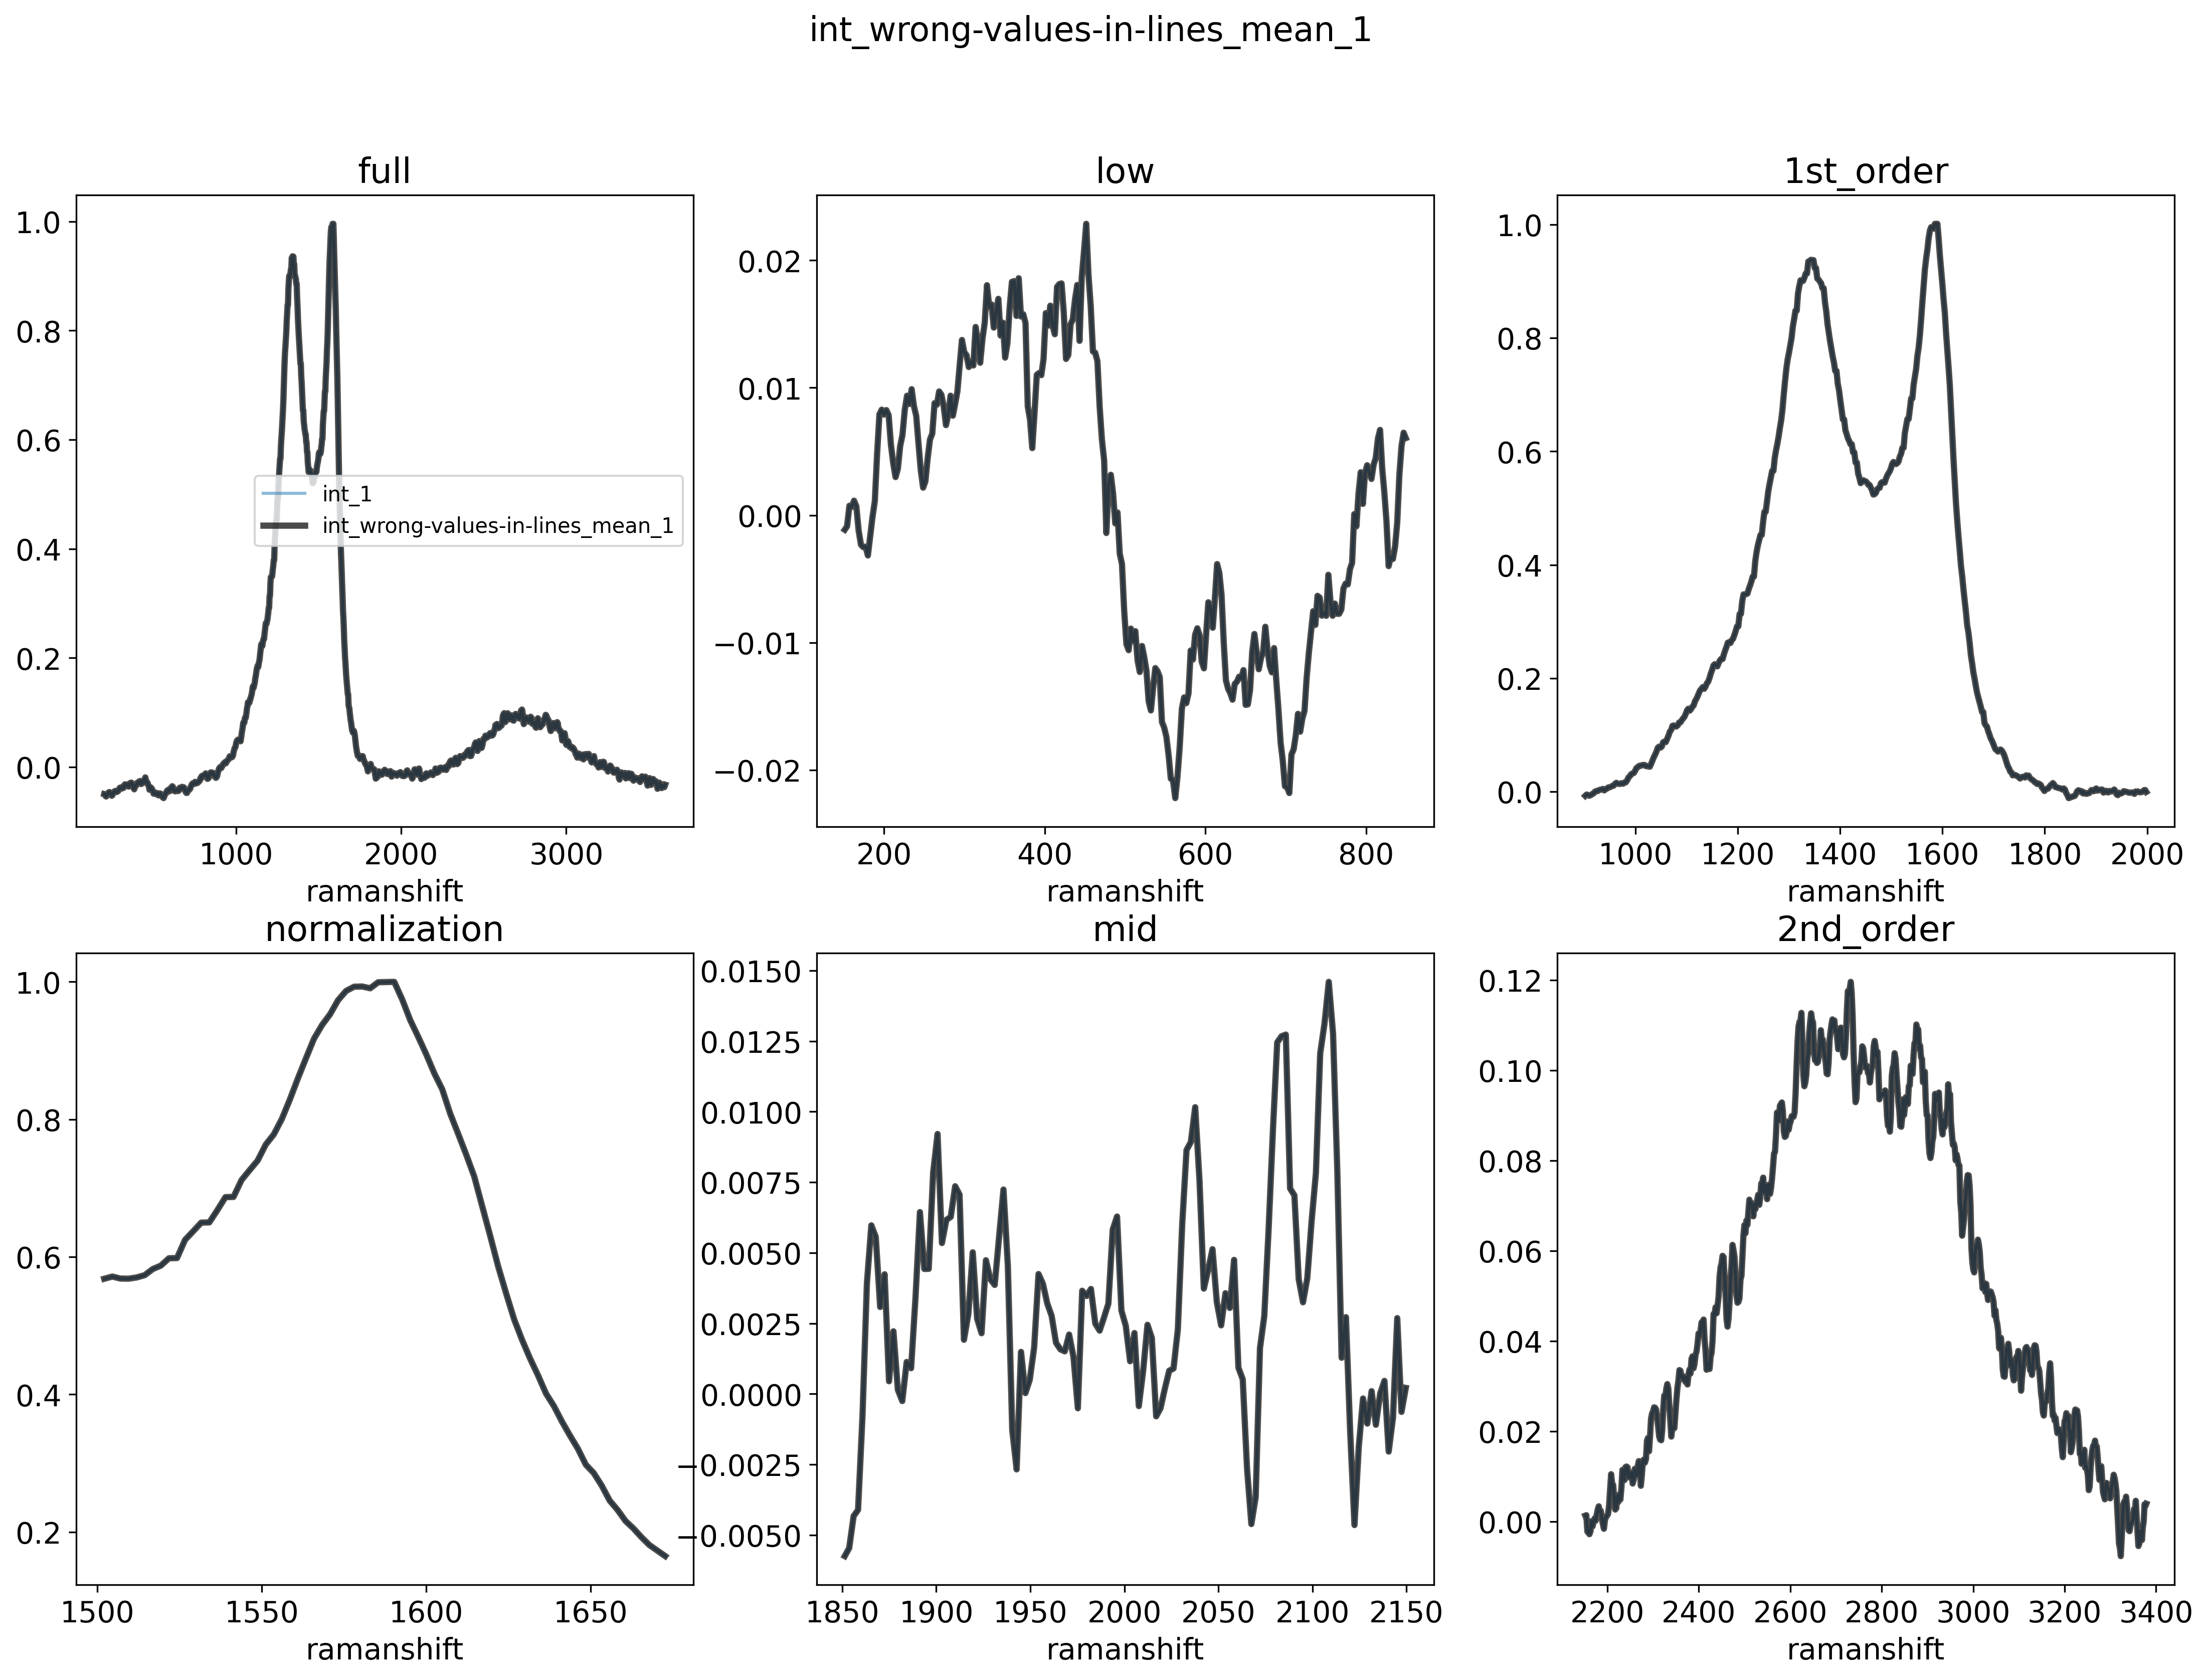 int_wrong-values-in-lines_mean_1
full
1.0
0.8
0.6
0.4
0.2
0.0
int_1
int_wrong-values-in-lines_mean_1
1000 2000 3000
ramanshift
low
0.02
0.01
0.00
−0.01
−0.02
200 400 600 800
ramanshift
1st_order
1.0
0.8
0.6
0.4
0.2
0.0
1000 1200 1400 1600 1800 2000
ramanshift
normalization
1.0
0.8
0.6
0.4
0.2
1500 1550 1600 1650
ramanshift
mid
0.0150
0.0125
0.0100
0.0075
0.0050
0.0025
0.0000
−0.0025
−0.0050
1850 1900 1950 2000 2050 2100 2150
ramanshift
2nd_order
0.12
0.10
0.08
0.06
0.04
0.02
0.00
2200 2400 2600 2800 3000 3200 3400
ramanshift